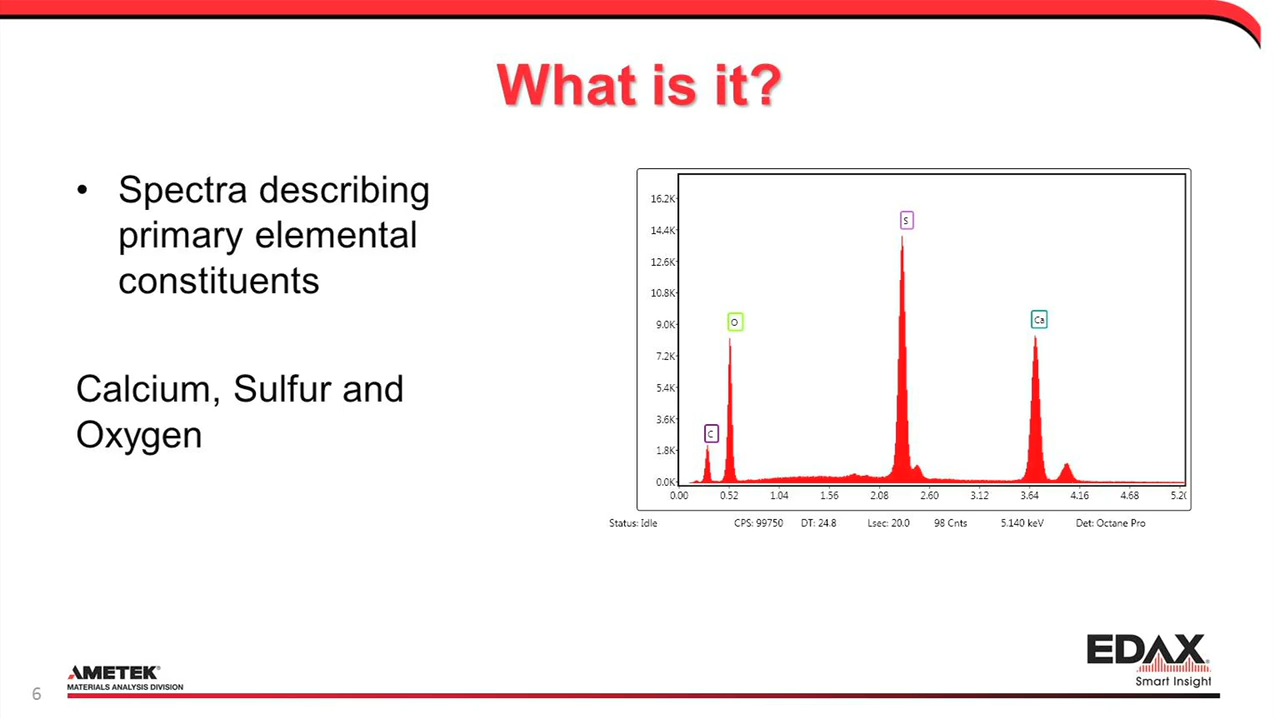 What is it?
• Spectra describing
primary elemental
constituents
Calcium, Sulfur and
Oxygen
16.2K
14.4K
12.6K
10.8K
9.0K
7.2K
5.4K
3.6K
1.8K
0.0K
C
O
S
Ca
0.00 0.52 1.04 1.56 2.08 2.60 3.12 3.64 4.16 4.68 5.20
Status: Idle CPS: 99750 DT: 24.8 Lsec: 20.0 98 Cnts 5.140 keV Det: Octane Pro
6
AMETEK®
MATERIALS ANALYSIS DIVISION
EDAX®
Smart Insight